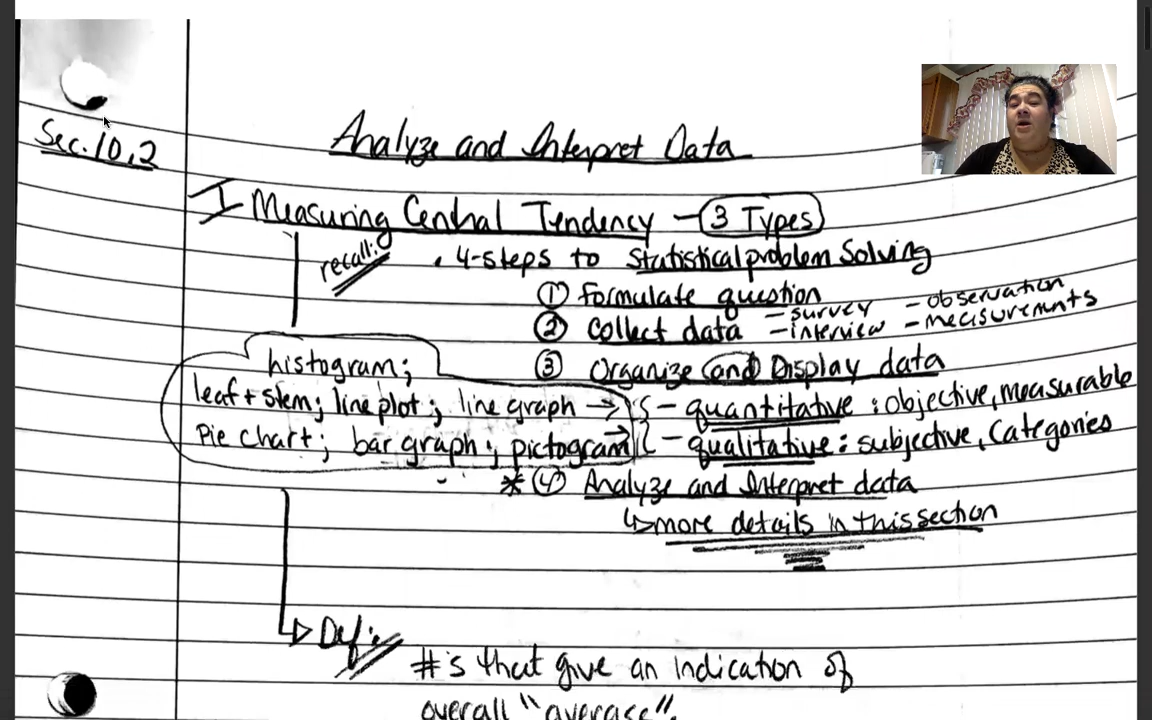 Sec. 10.2
Analyze and Interpret Data
I Measuring Central Tendency - 3 Types
recall:
. 4-steps to Statistical problem Solving
① formulate question
② collect data - survey - observation
- interview - measurements
③ Organize and Display data
histogram;
leaf + stem; line plot; line graph → - quantitative : objective, measurable
Pie chart; bar graph; pictogram → - qualitative : subjective, Categories
* ④ Analyze and Interpret data
↳ more details in this section
Def:
#'s that give an indication of
overall "average".